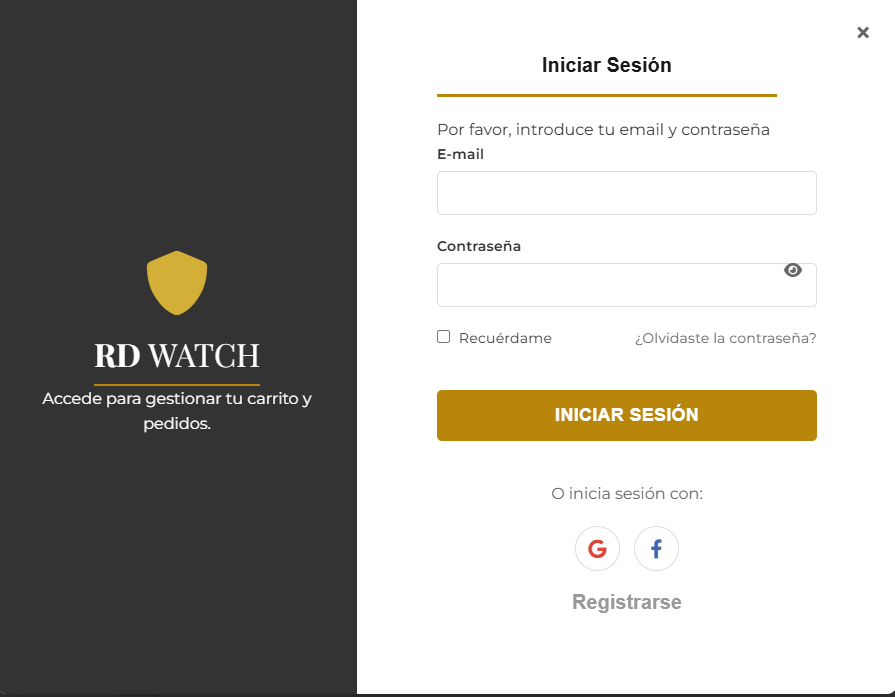 RD WATCH
Accede para gestionar tu carrito y
pedidos.
Iniciar Sesión
Por favor, introduce tu email y contraseña
E-mail
Contraseña
Recuérdame
¿Olvidaste la contraseña?
INICIAR SESIÓN
O inicia sesión con:
Registrarse